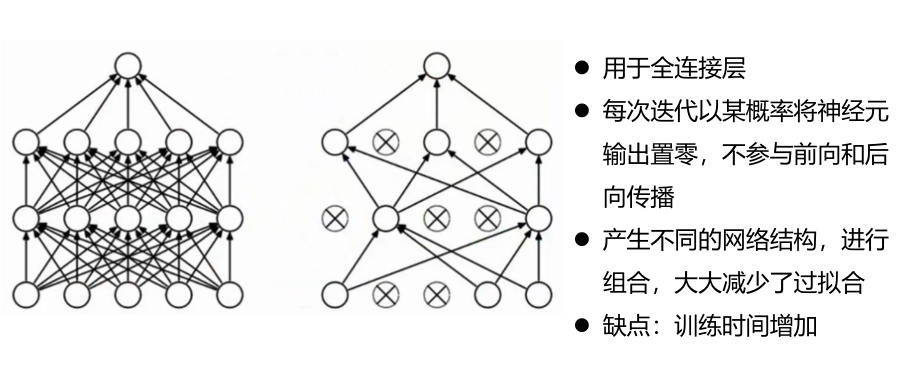 ● 用于全连接层
● 每次迭代以某概率将神经元
输出置零，不参与前向和后
向传播
● 产生不同的网络结构，进行
组合，大大减少了过拟合
● 缺点：训练时间增加